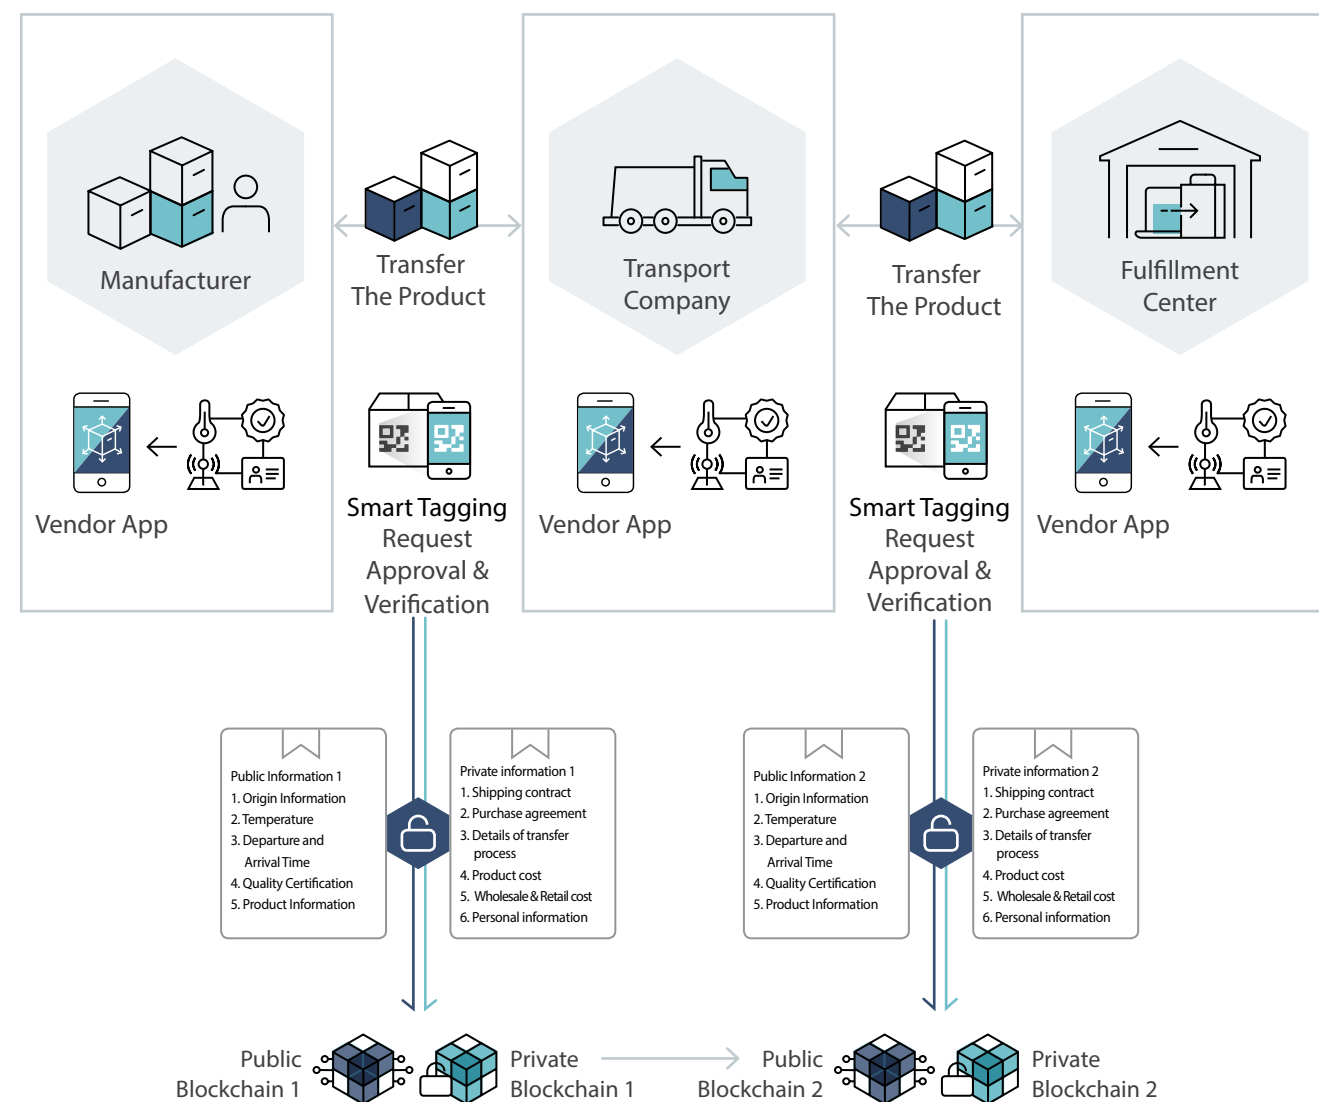 Manufacturer
Transfer
The Product
Transport
Company
Transfer
The Product
Fulfillment
Center
Vendor App
Smart Tagging
Request
Approval &
Verification
Vendor App
Smart Tagging
Request
Approval &
Verification
Vendor App
Public Information 1
1. Origin Information
2. Temperature
3. Departure and
Arrival Time
4. Quality Certification
5. Product Information
Private information 1
1. Shipping contract
2. Purchase agreement
3. Details of transfer
process
4. Product cost
5. Wholesale & Retail cost
6. Personal information
Public Information 2
1. Origin Information
2. Temperature
3. Departure and
Arrival Time
4. Quality Certification
5. Product Information
Private information 2
1. Shipping contract
2. Purchase agreement
3. Details of transfer
process
4. Product cost
5. Wholesale & Retail cost
6. Personal information
Public
Blockchain 1
Private
Blockchain 1
Public
Blockchain 2
Private
Blockchain 2